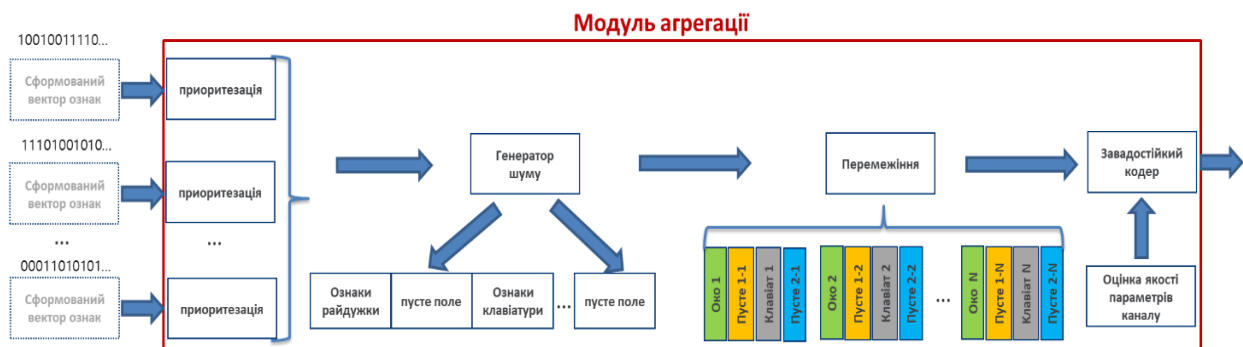 Модуль агрегації
10010011110...
Сформований
вектор ознак
приоритезація
11101001010...
Сформований
вектор ознак
приоритезація
...
...
00011010101...
Сформований
вектор ознак
приоритезація
Генератор
шуму
Ознаки
райдужки
пусте поле
Ознаки
клавіатури
...
пусте поле
Перемежіння
Око 1
Пусте 1-1
Клавіат 1
Пусте 2-1
Око 2
Пусте 1-2
Клавіат 2
Пусте 2-2
...
Око N
Пусте 1-N
Клавіат N
Пусте 2-N
Завадостійкий
кодер
Оцінка якості
параметрів
каналу